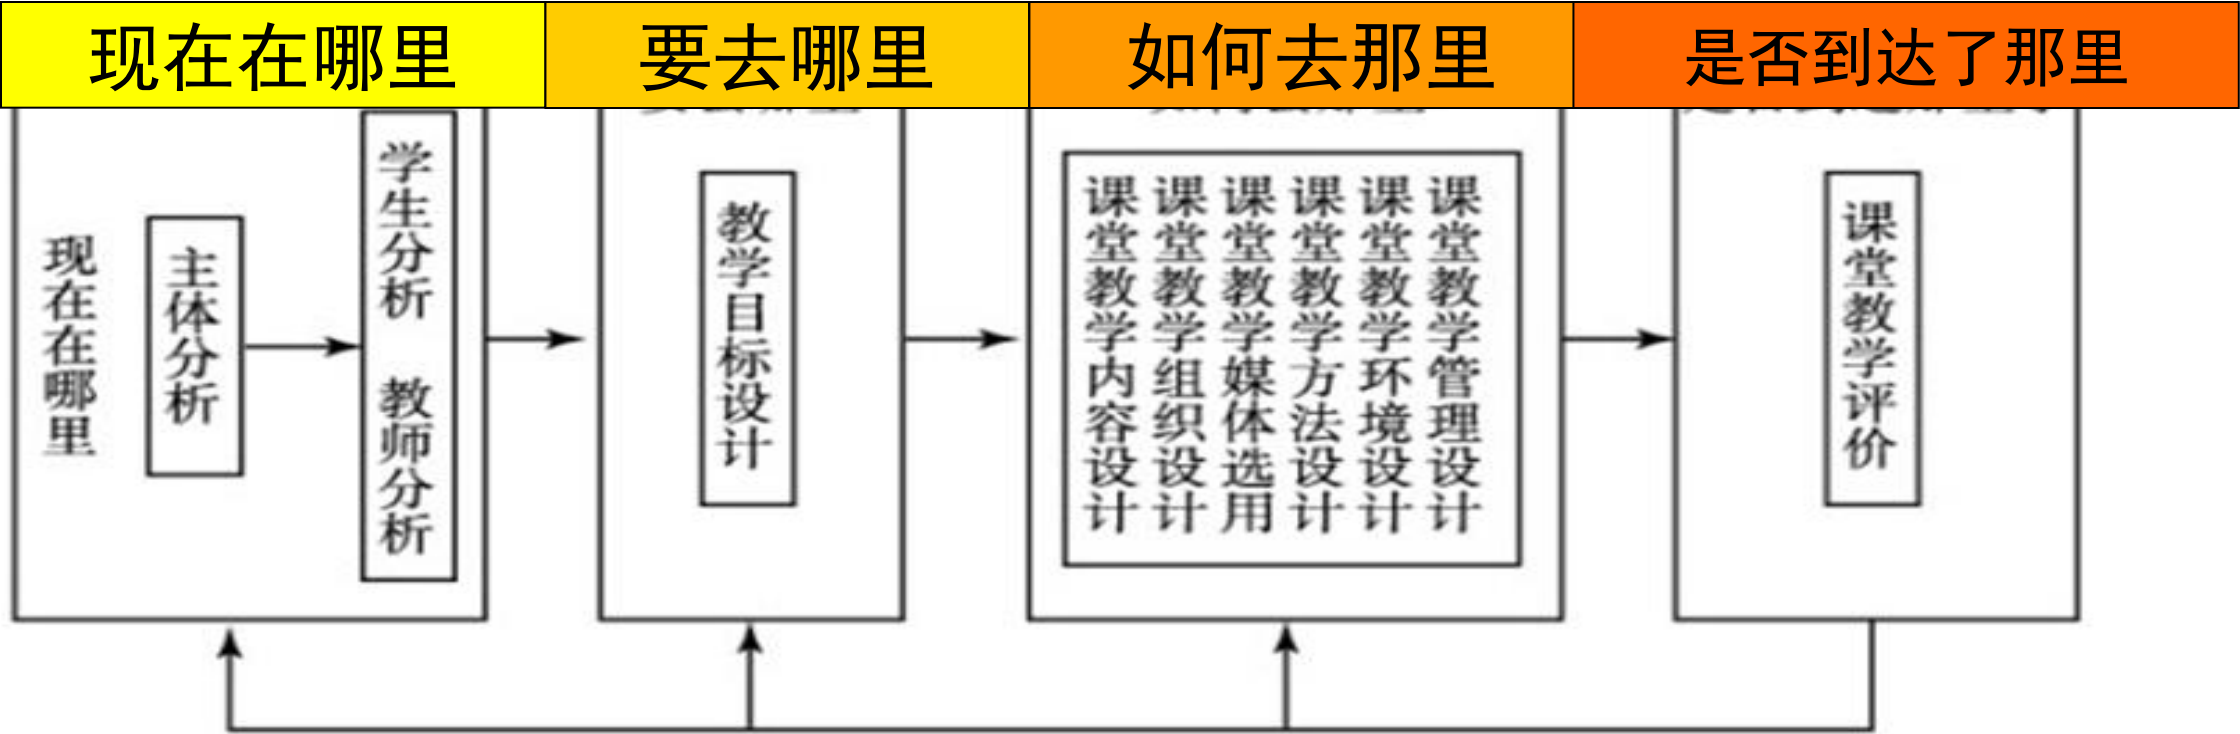 现在在哪里
要去哪里
如何去那里
是否到达了那里
现在在哪里
主体分析
学生分析 教师分析
教学目标设计
课堂教学内容设计
课堂教学组织设计
课堂教学媒体选用
课堂教学方法设计
课堂教学环境设计
课堂教学管理设计
课堂教学评价